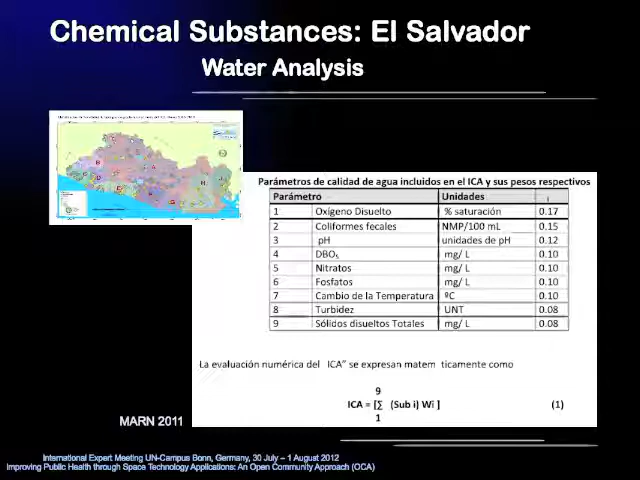 Chemical Substances: El Salvador
Water Analysis
Parámetros de calidad de agua incluidos en el ICA y sus pesos respectivos
Parámetro Unidades i
1 Oxígeno Disuelto % saturación 0.17
2 Coliformes fecales NMP/100 mL 0.15
3 pH unidades de pH 0.12
4 DBO₅ mg/ L 0.10
5 Nitratos mg/ L 0.10
6 Fosfatos mg/ L 0.10
7 Cambio de la Temperatura ºC 0.10
8 Turbidez UNT 0.08
9 Sólidos disueltos Totales mg/ L 0.08
La evaluación numérica del ICA" se expresan matem ticamente como
9
ICA = [∑ (Sub i) Wi ] (1)
1
MARN 2011
International Expert Meeting UN-Campus Bonn, Germany, 30 July – 1 August 2012
Improving Public Health through Space Technology Applications: An Open Community Approach (OCA)